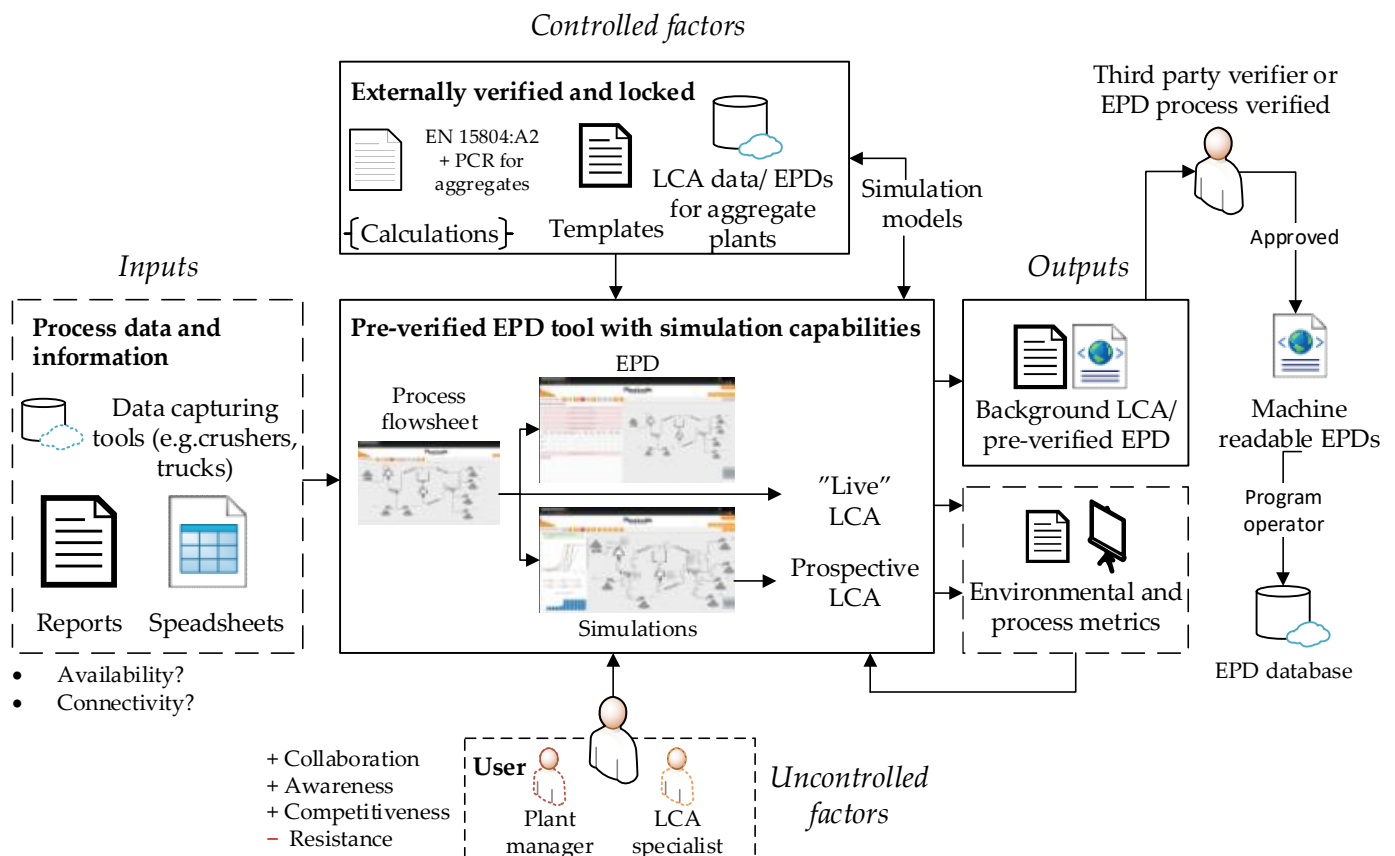 Controlled factors
Externally verified and locked
EN 15804:A2
+ PCR for
aggregates
{Calculations}
Templates
LCA data/ EPDs
for aggregate
plants
Simulation
models
Third party verifier or
EPD process verified
Approved
Machine
readable EPDs
Program
operator
EPD database
Inputs
Process data and
information
Data capturing
tools (e.g.crushers,
trucks)
Reports
Speadsheets
• Availability?
• Connectivity?
Pre-verified EPD tool with simulation capabilities
EPD
Process
flowsheet
"Live"
LCA
Prospective
LCA
Simulations
Outputs
Background LCA/
pre-verified EPD
Environmental and
process metrics
+ Collaboration
+ Awareness
+ Competitiveness
− Resistance
User
Plant
manager
LCA
specialist
Uncontrolled
factors